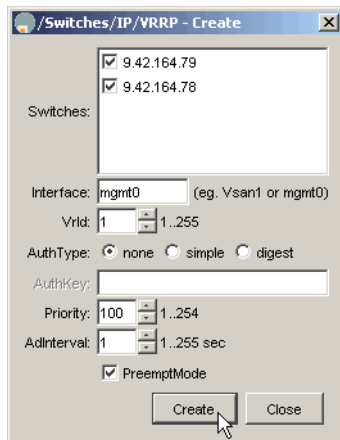 /Switches/IP/VRRP - Create
9.42.164.79
9.42.164.78
Switches:
Interface: mgmt0 (eg. Vsan1 or mgmt0)
VrId: 1 1..255
AuthType: none simple digest
AuthKey:
Priority: 100 1..254
AdInterval: 1 1..255 sec
PreemptMode
Create Close